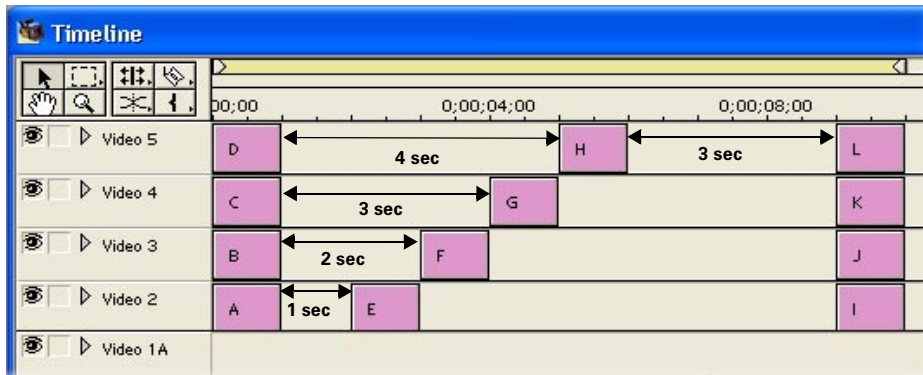 Timeline
00;00 0;00;04;00 0;00;08;00
Video 5 D 4 sec H 3 sec L
Video 4 C 3 sec G K
Video 3 B 2 sec F J
Video 2 A 1 sec E I
Video 1A